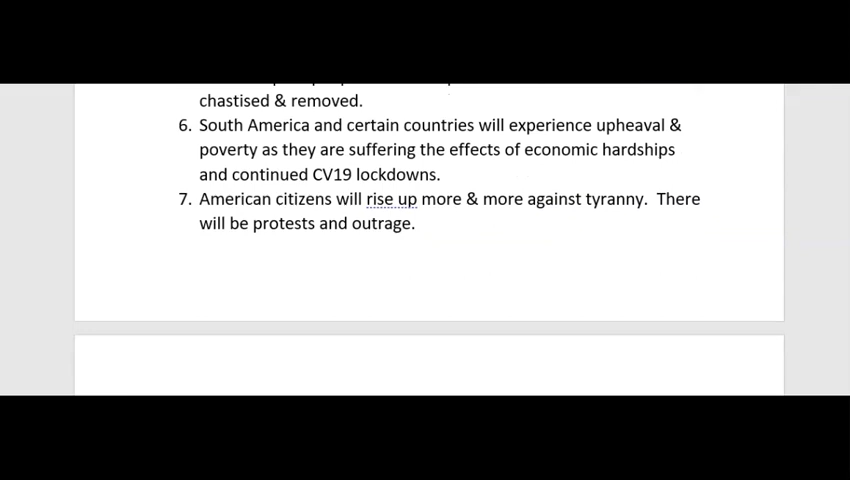 chastised & removed.
6. South America and certain countries will experience upheaval &
poverty as they are suffering the effects of economic hardships
and continued CV19 lockdowns.
7. American citizens will rise up more & more against tyranny.  There
will be protests and outrage.